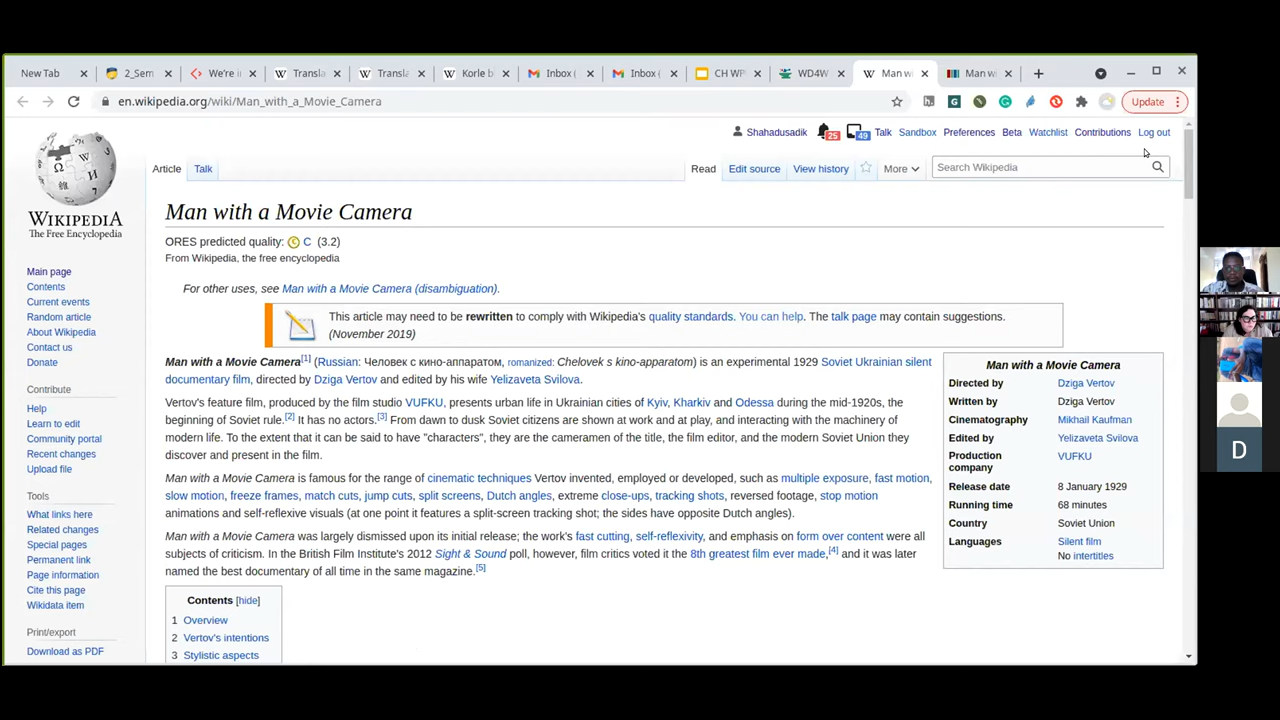 New Tab
2_Sem
We're i
Transla
Transla
Korle b
Inbox (
Inbox (
CH WP
WD4W
Man wi
Man w
en.wikipedia.org/wiki/Man_with_a_Movie_Camera
Update
Shahadusadik 25 49 Talk Sandbox Preferences Beta Watchlist Contributions Log out
Article Talk Read Edit source View history More Search Wikipedia
WIKIPEDIA
The Free Encyclopedia
Main page
Contents
Current events
Random article
About Wikipedia
Contact us
Donate
Contribute
Help
Learn to edit
Community portal
Recent changes
Upload file
Tools
What links here
Related changes
Special pages
Permanent link
Page information
Cite this page
Wikidata item
Print/export
Download as PDF
Man with a Movie Camera
ORES predicted quality: C (3.2)
From Wikipedia, the free encyclopedia
For other uses, see Man with a Movie Camera (disambiguation).
This article may need to be rewritten to comply with Wikipedia's quality standards. You can help. The talk page may contain suggestions.
(November 2019)
Man with a Movie Camera[1] (Russian: Человек с кино-аппаратом, romanized: Chelovek s kino-apparatom) is an experimental 1929 Soviet Ukrainian silent
documentary film, directed by Dziga Vertov and edited by his wife Yelizaveta Svilova.
Vertov's feature film, produced by the film studio VUFKU, presents urban life in Ukrainian cities of Kyiv, Kharkiv and Odessa during the mid-1920s, the
beginning of Soviet rule.[2] It has no actors.[3] From dawn to dusk Soviet citizens are shown at work and at play, and interacting with the machinery of
modern life. To the extent that it can be said to have "characters", they are the cameramen of the title, the film editor, and the modern Soviet Union they
discover and present in the film.
Man with a Movie Camera is famous for the range of cinematic techniques Vertov invented, employed or developed, such as multiple exposure, fast motion,
slow motion, freeze frames, match cuts, jump cuts, split screens, Dutch angles, extreme close-ups, tracking shots, reversed footage, stop motion
animations and self-reflexive visuals (at one point it features a split-screen tracking shot; the sides have opposite Dutch angles).
Man with a Movie Camera was largely dismissed upon its initial release; the work's fast cutting, self-reflexivity, and emphasis on form over content were all
subjects of criticism. In the British Film Institute's 2012 Sight & Sound poll, however, film critics voted it the 8th greatest film ever made,[4] and it was later
named the best documentary of all time in the same magazine.[5]
Contents [hide]
1 Overview
2 Vertov's intentions
3 Stylistic aspects
Man with a Movie Camera
Directed by Dziga Vertov
Written by Dziga Vertov
Cinematography Mikhail Kaufman
Edited by Yelizaveta Svilova
Production
company VUFKU
Release date 8 January 1929
Running time 68 minutes
Country Soviet Union
Languages Silent film
No intertitles
D